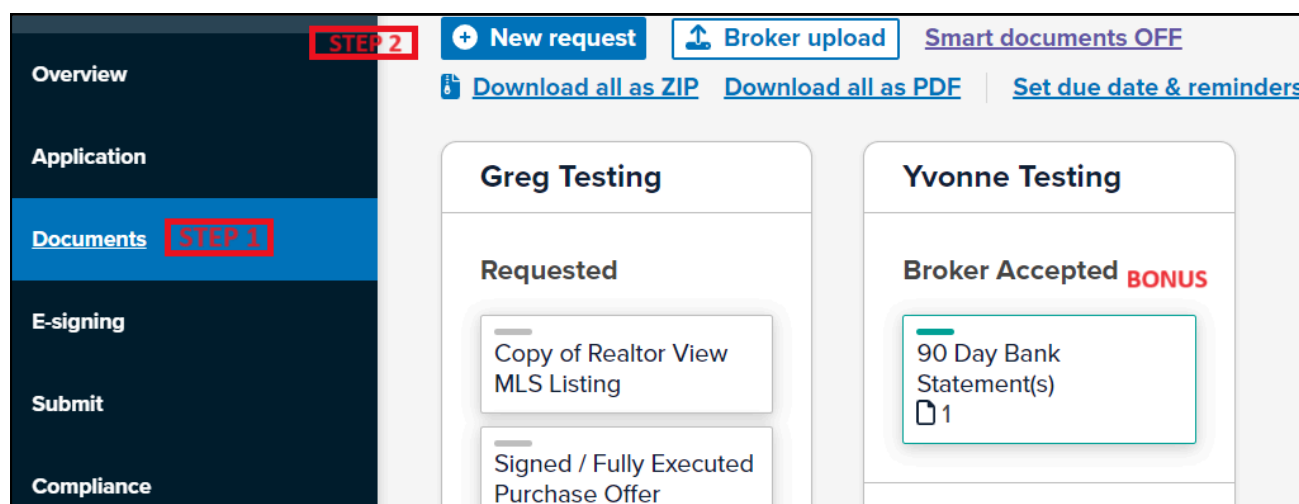 STEP 2
New request
Broker upload
Smart documents OFF
Overview
Download all as ZIP
Download all as PDF
Set due date & reminders
Application
Greg Testing
Yvonne Testing
Documents
STEP 1
Requested
Broker Accepted
BONUS
E-signing
Copy of Realtor View
MLS Listing
90 Day Bank
Statement(s)
1
Submit
Signed / Fully Executed
Purchase Offer
Compliance